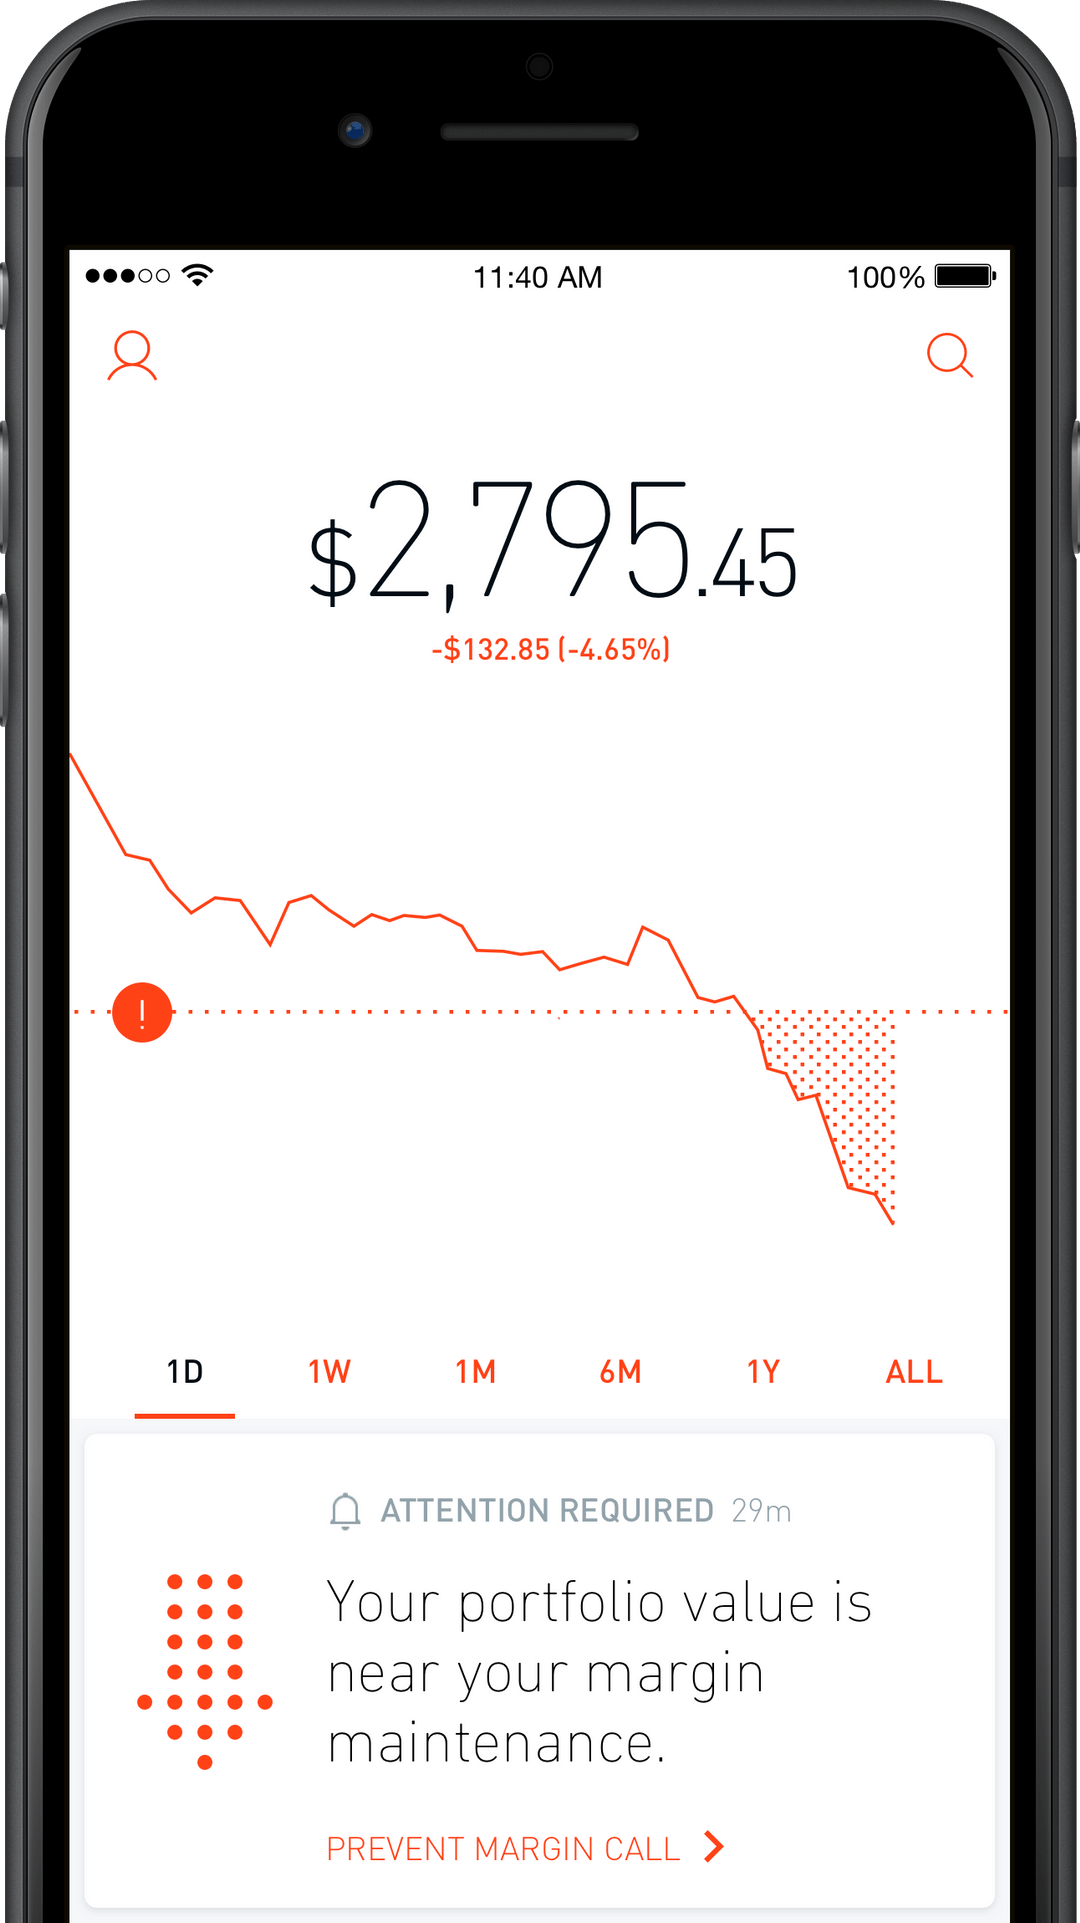 11:40 AM
100%
$2,795.45
-$132.85 (-4.65%)
!
1D 1W 1M 6M 1Y ALL
ATTENTION REQUIRED 29m
Your portfolio value is
near your margin
maintenance.
PREVENT MARGIN CALL